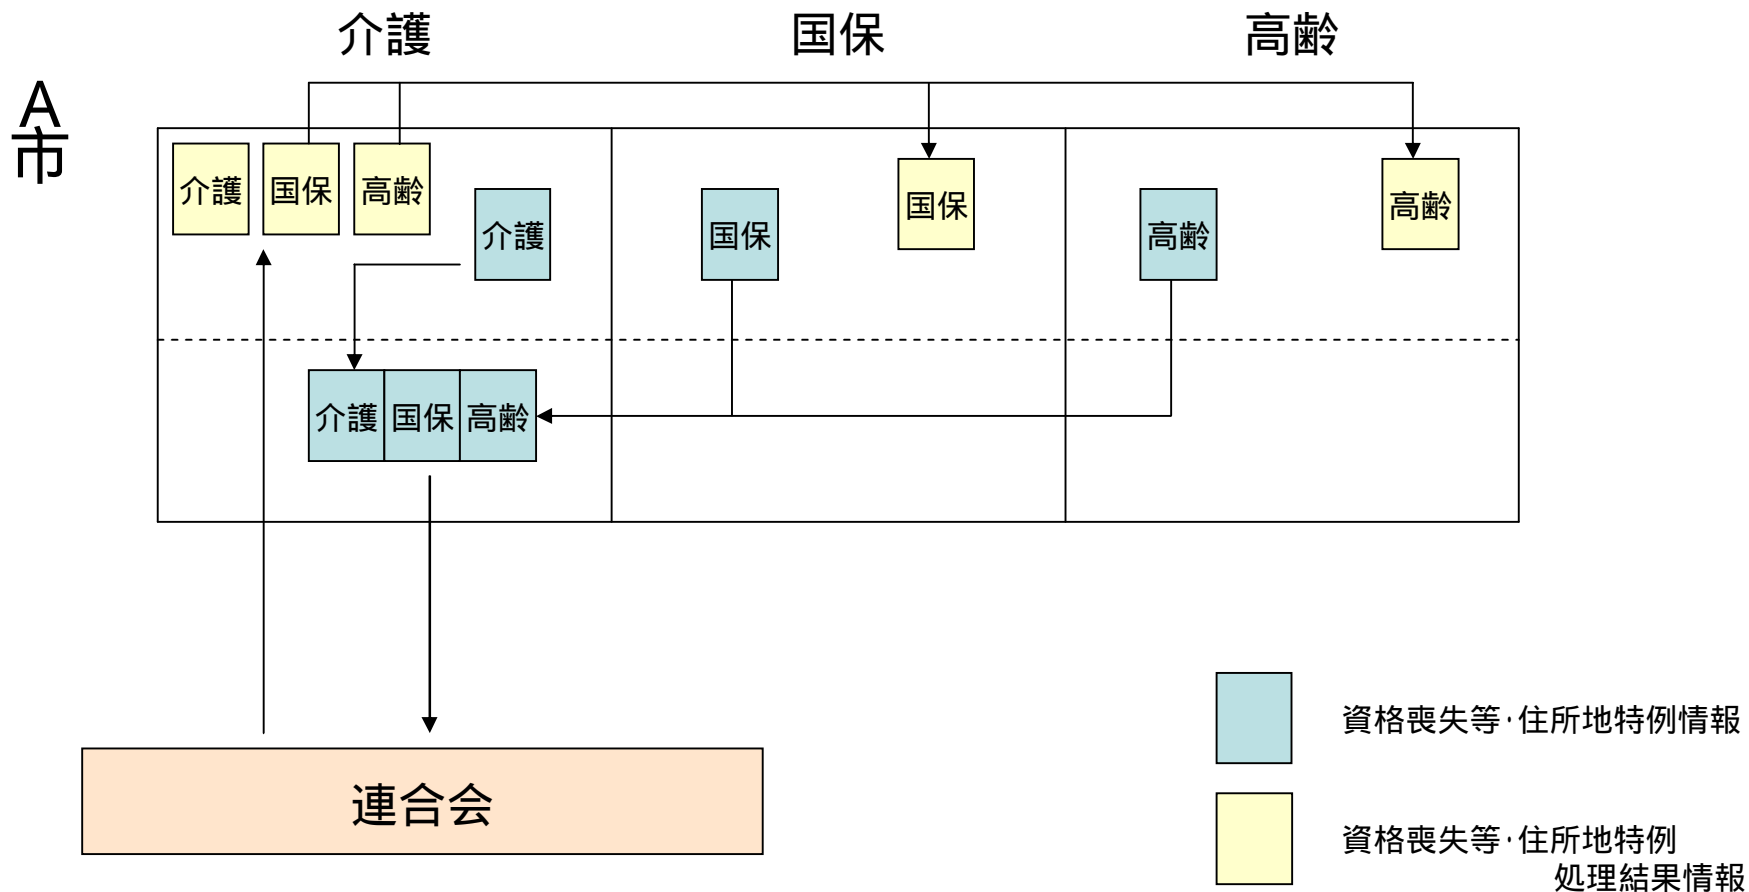 介護 国保 高齢
A
市
介護 国保 高齢
介護 国保 国保 高齢 高齢
介護 国保 高齢
連合会
資格喪失等・住所地特例情報
資格喪失等・住所地特例
処理結果情報